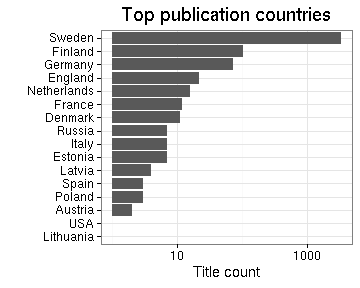 Top publication countries
Sweden
Finland
Germany
England
Netherlands
France
Denmark
Russia
Italy
Estonia
Latvia
Spain
Poland
Austria
USA
Lithuania
10 1000
Title count